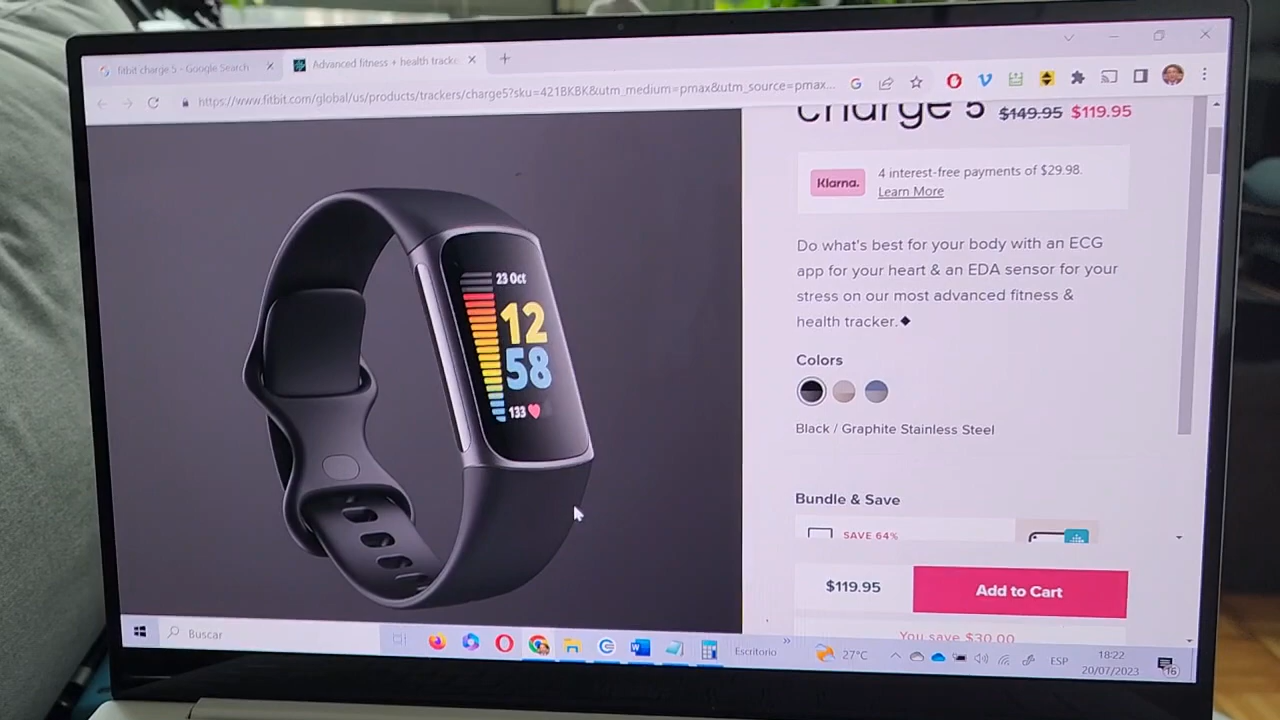 fitbit charge 5 - Google Search
Advanced fitness + health tracke
https://www.fitbit.com/global/us/products/trackers/charge5?sku=421BKBK&utm_medium=pmax&utm_source=pmax...
charge 5 $149.95 $119.95
Klarna.
4 interest-free payments of $29.98.
Learn More
Do what's best for your body with an ECG
app for your heart & an EDA sensor for your
stress on our most advanced fitness &
health tracker.◆
Colors
Black / Graphite Stainless Steel
Bundle & Save
SAVE 64%
$119.95
Add to Cart
You save $30.00
23 Oct
12
58
133
Buscar
Escritorio
27°C
ESP
18:22
20/07/2023
16